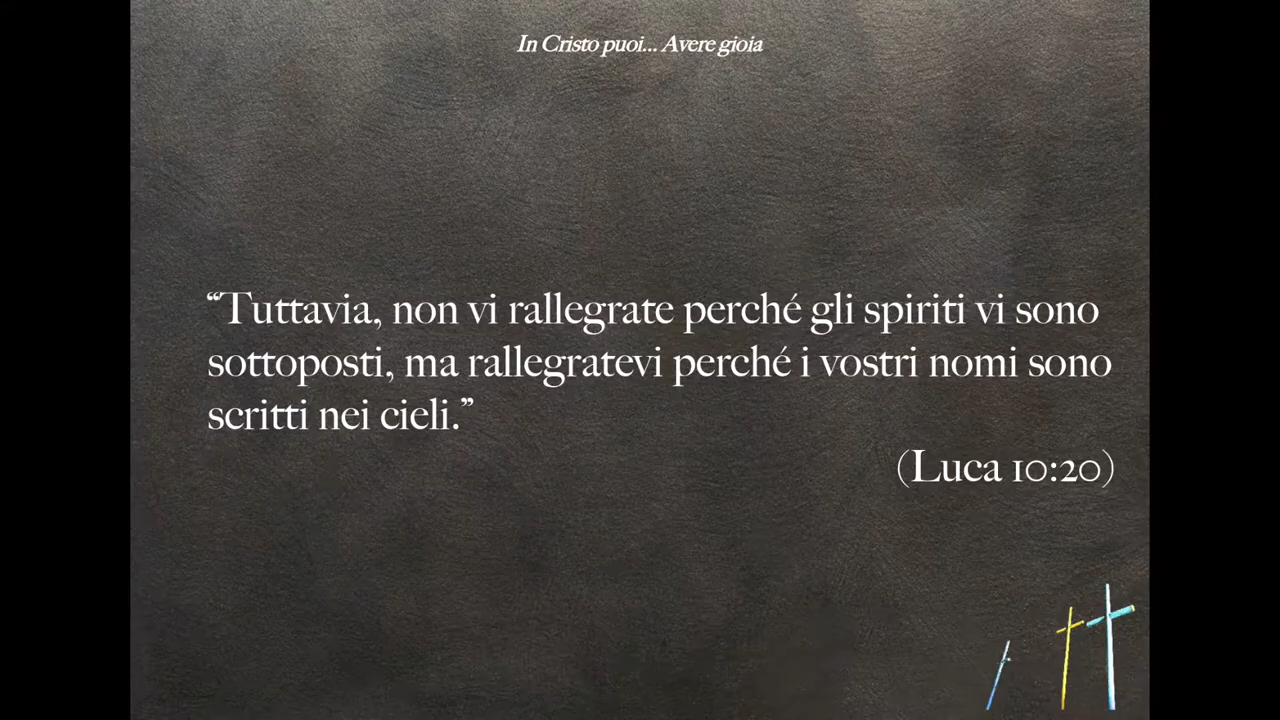 In Cristo puoi... Avere gioia
“Tuttavia, non vi rallegrate perché gli spiriti vi sono
sottoposti, ma rallegratevi perché i vostri nomi sono
scritti nei cieli.”
(Luca 10:20)